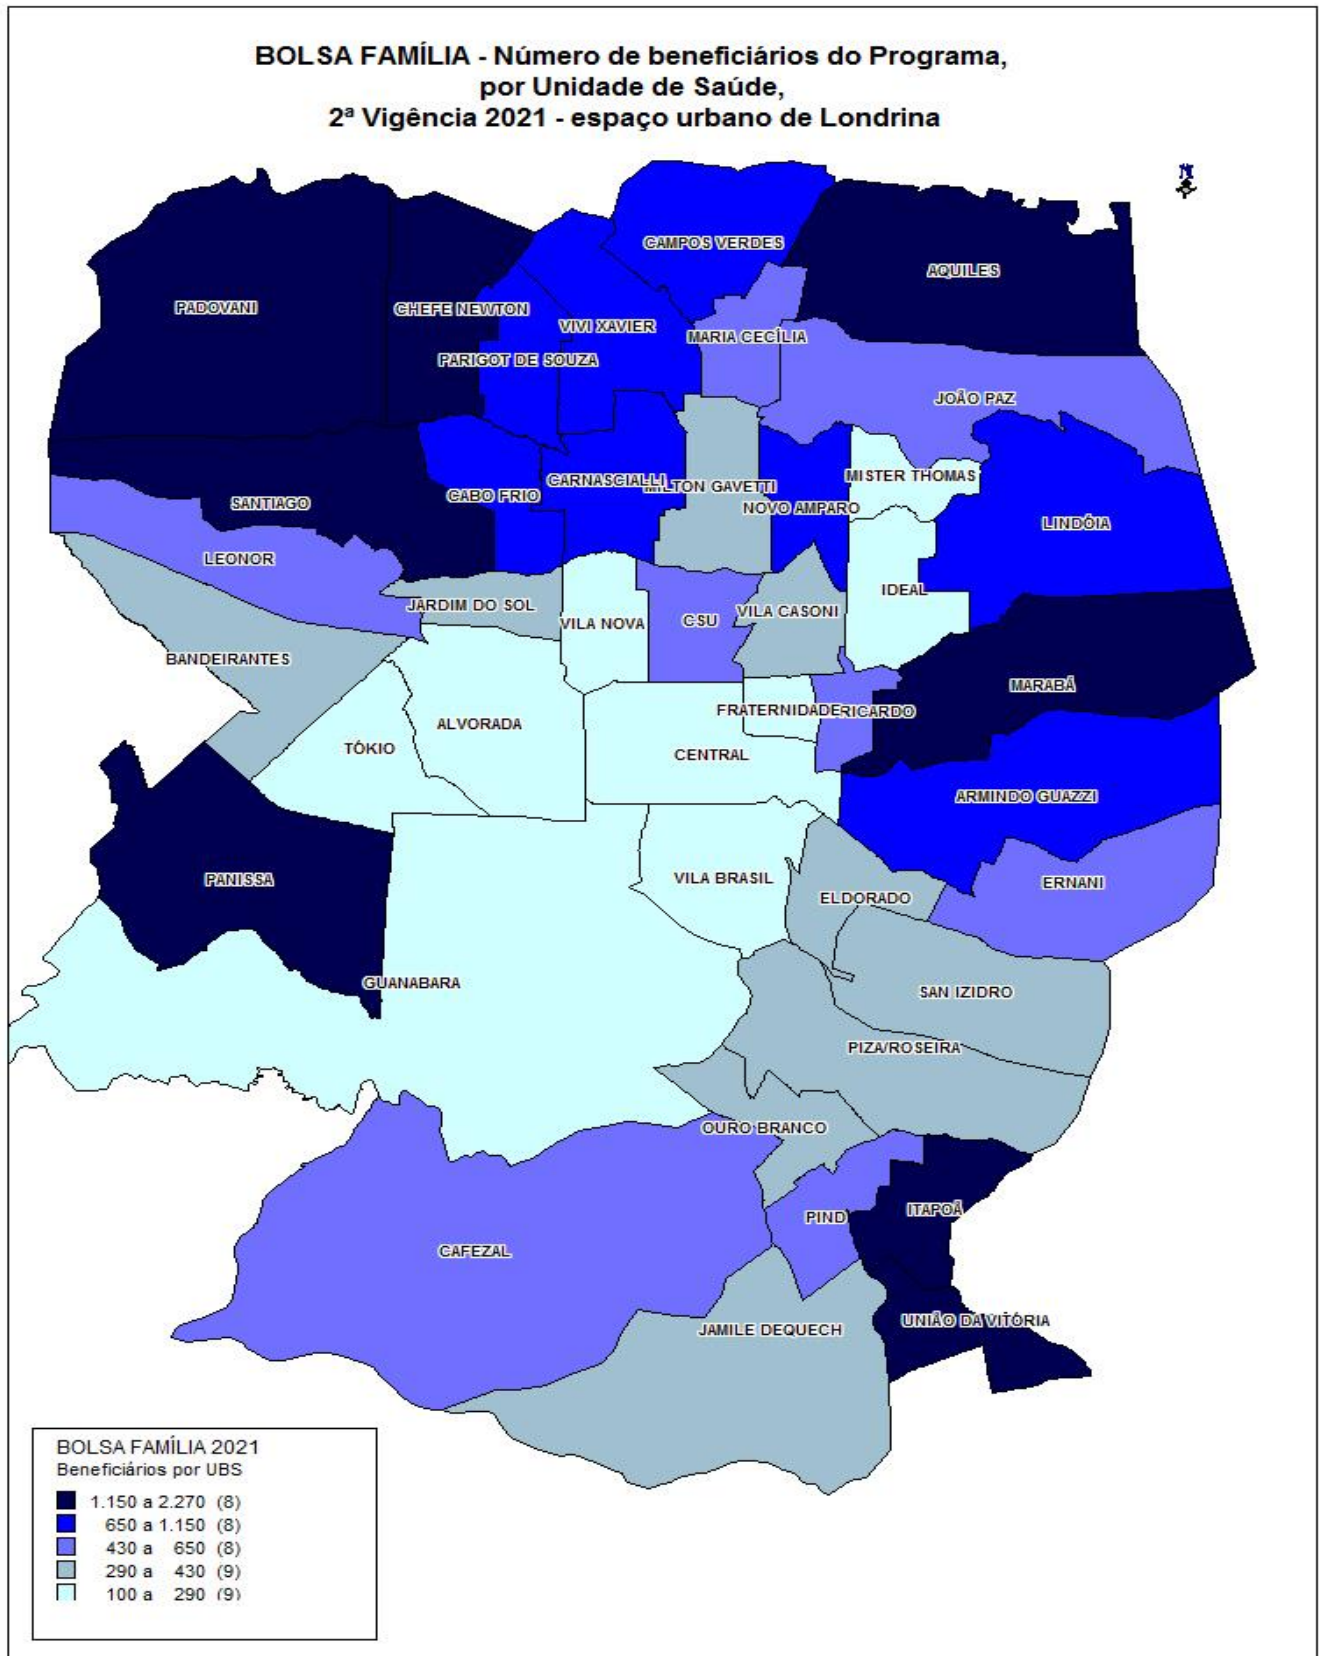 BOLSA FAMÍLIA - Número de beneficiários do Programa,
por Unidade de Saúde,
2ª Vigência 2021 - espaço urbano de Londrina
N
CAMPOS VERDES
AQUILES
PADOVANI
CHEFE NEWTON
VIVI XAVIER
MARIA CECÍLIA
PARIGOT DE SOUZA
JOÃO PAZ
MISTER THOMAS
CARNASCIALLI
MILTON GAVETTI
CABO FRIO
SANTIAGO
NOVO AMPARO
LINDÓIA
LEONOR
IDEAL
JARDIM DO SOL
VILA CASONI
VILA NOVA
CSU
BANDEIRANTES
MARABÁ
FRATERNIDADE
RICARDO
ALVORADA
TÓKIO
CENTRAL
ARMINDO GUAZZI
PANISSA
VILA BRASIL
ERNANI
ELDORADO
GUANABARA
SAN IZIDRO
PIZA/ROSEIRA
OURO BRANCO
ITAPOÃ
PIND
CAFEZAL
UNIÃO DA VITÓRIA
JAMILE DEQUECH
BOLSA FAMÍLIA 2021
Beneficiários por UBS
1.150 a 2.270 (8)
650 a 1.150 (8)
430 a 650 (8)
290 a 430 (9)
100 a 290 (9)